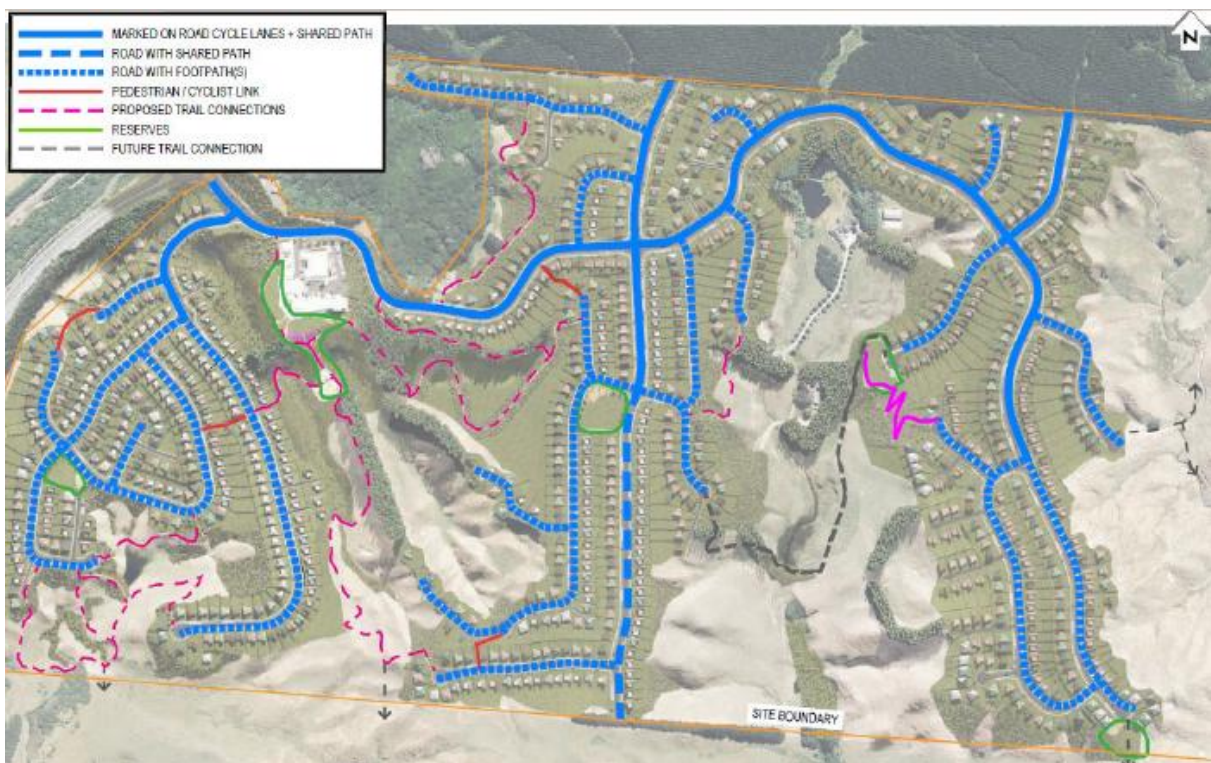 MARKED ON ROAD CYCLE LANES + SHARED PATH
ROAD WITH SHARED PATH
ROAD WITH FOOTPATH(S)
PEDESTRIAN / CYCLIST LINK
PROPOSED TRAIL CONNECTIONS
RESERVES
FUTURE TRAIL CONNECTION
N
SITE BOUNDARY